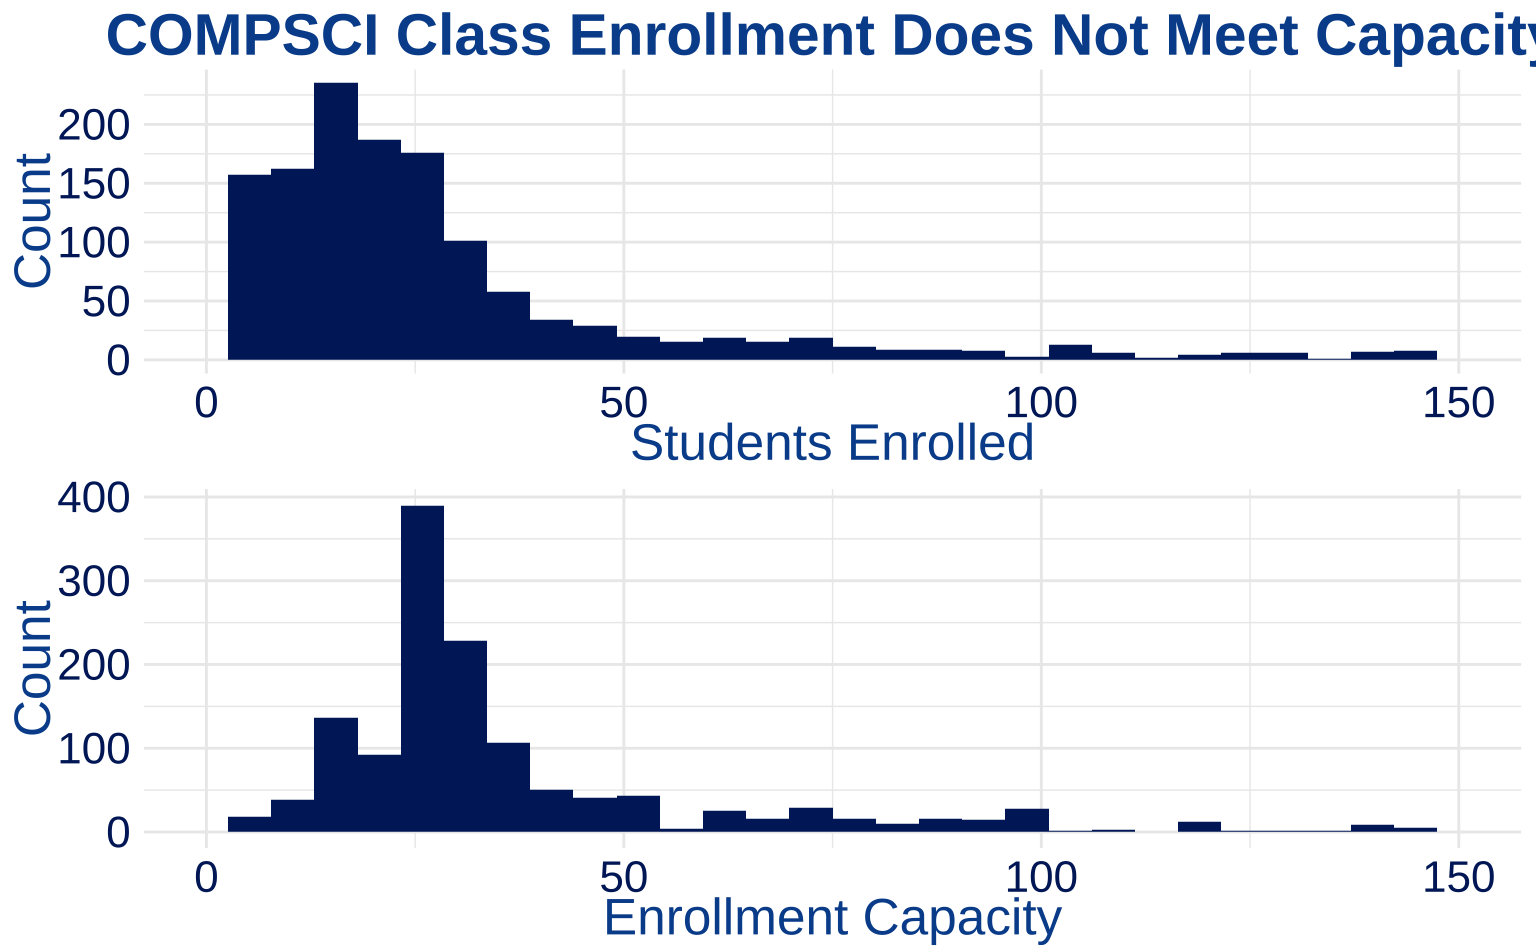 COMPSCI Class Enrollment Does Not Meet Capacity
200
150
100
50
0
Count
0 50 100 150
Students Enrolled
400
300
200
100
0
Count
0 50 100 150
Enrollment Capacity